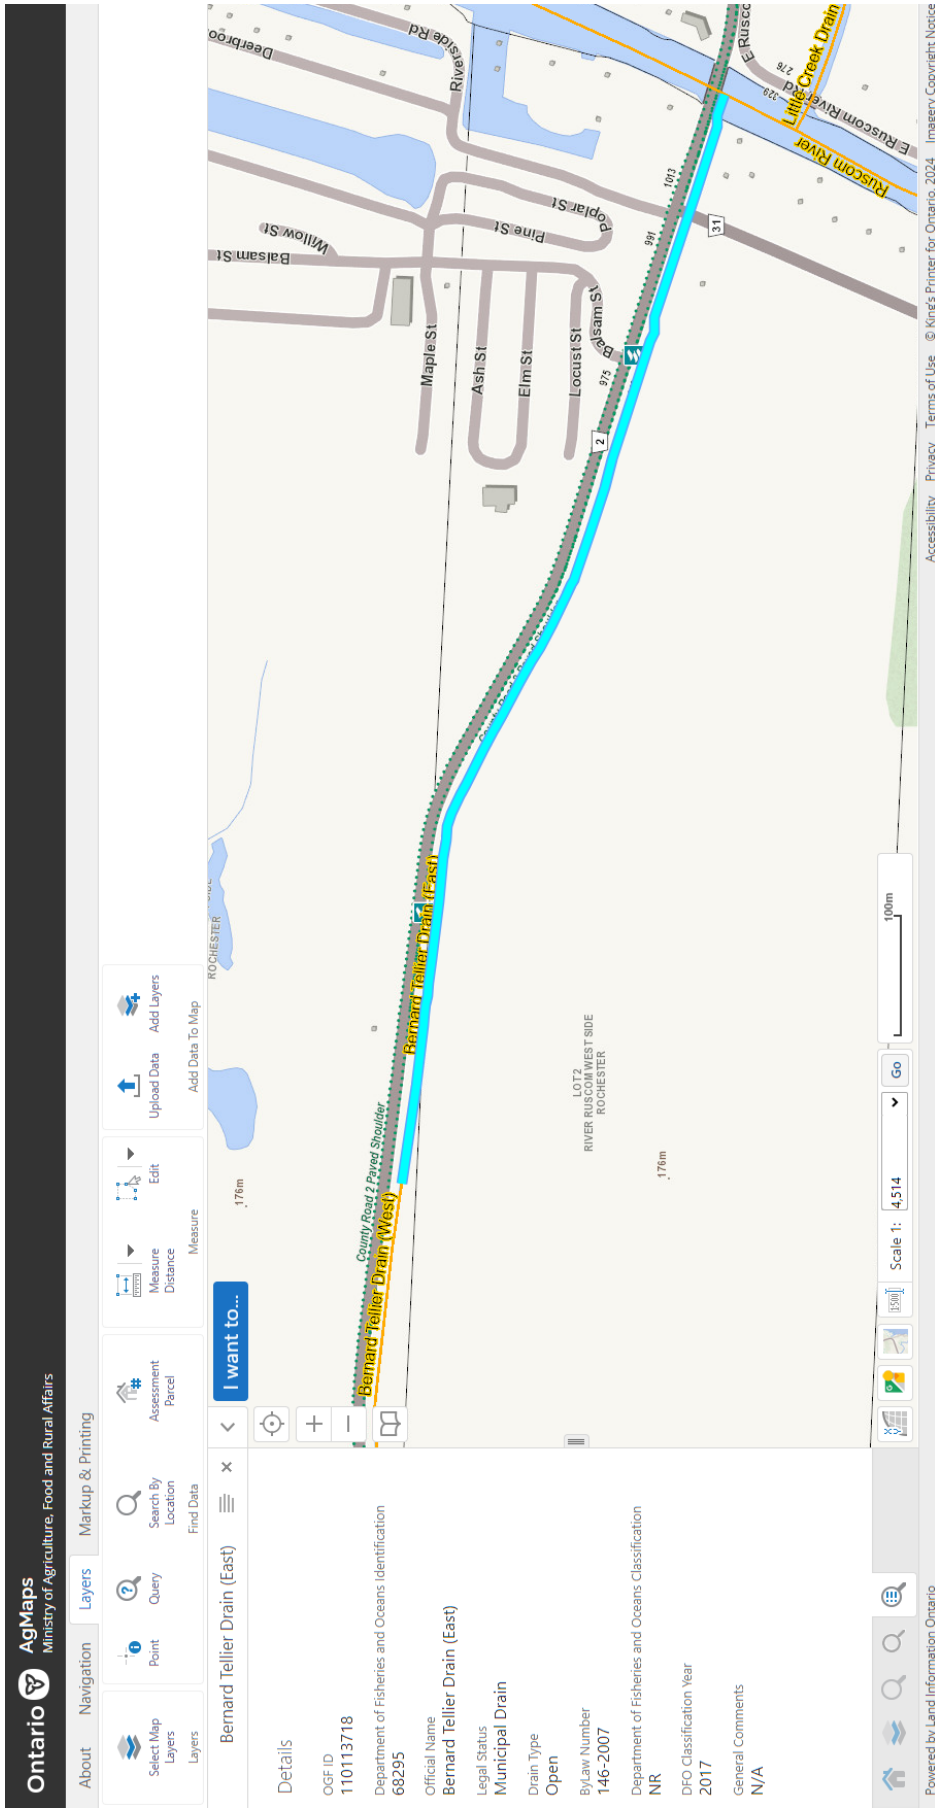 Ontario
AgMaps
Ministry of Agriculture, Food and Rural Affairs
About
Navigation
Layers
Markup & Printing
Select Map
Layers
Point
Query
Search By
Location
Assessment
Parcel
Measure
Distance
Edit
Upload Data
Add Layers
Layers
Find Data
Measure
Add Data To Map
Bernard Tellier Drain (East)
I want to...
Details
OGF ID
110113718
Department of Fisheries and Oceans Identification
68295
Official Name
Bernard Tellier Drain (East)
Legal Status
Municipal Drain
Drain Type
Open
ByLaw Number
146-2007
Department of Fisheries and Oceans Classification
NR
DFO Classification Year
2017
General Comments
N/A
ROCHESTER
176m
County Road 2 Paved Shoulder
Bernard Tellier Drain (West)
Bernard Tellier Drain (East)
LOT 2
RIVER RUSCOM WEST SIDE
ROCHESTER
176m
Deerbroo
Riverside Rd
Willow St
Balsam St
Maple St
Pine St
Poplar St
Ash St
Elm St
Locust St
Balsam St
975
991
1013
2
31
E Rusco
276
329
E Ruscom River Rd
Little Creek Drain
Ruscom River
100m
1:500
Scale 1:
4,514
Go
Powered by Land Information Ontario
Accessibility
Privacy
Terms of Use
© King's Printer for Ontario, 2024
Imagery Copyright Notice